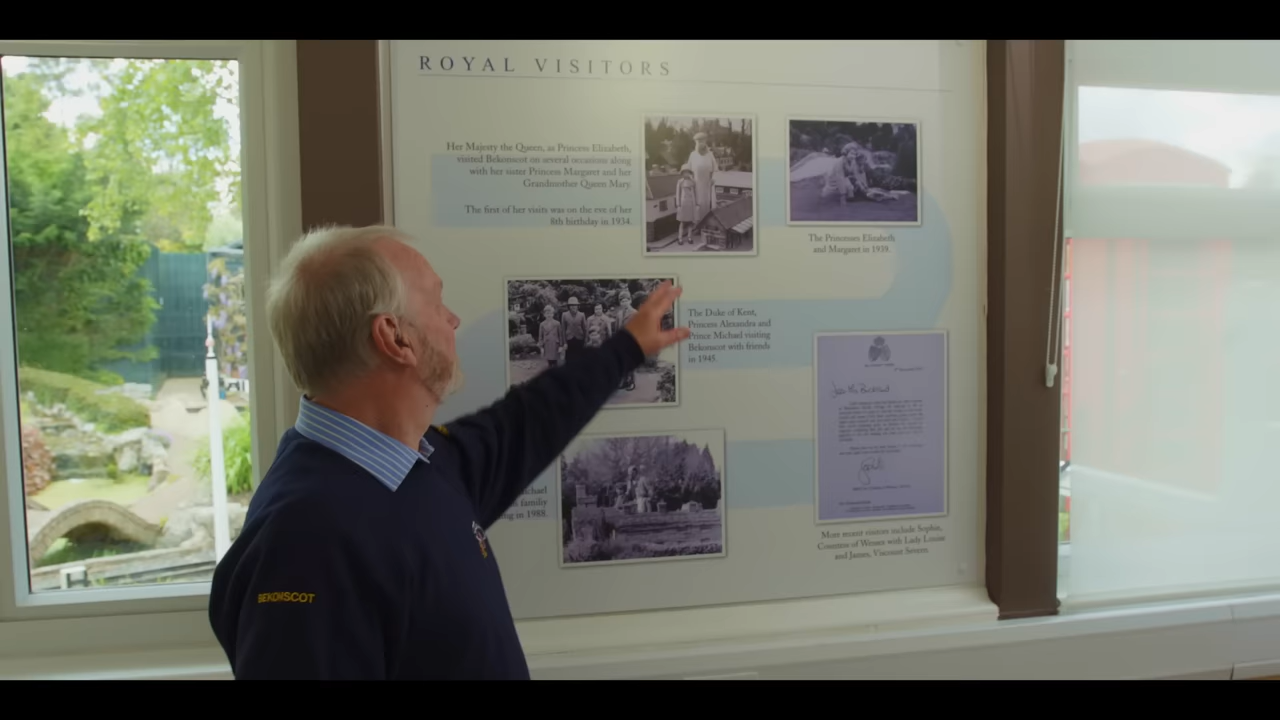 ROYAL VISITORS
Her Majesty the Queen, as Princess Elizabeth,
visited Bekonscot on several occasions along
with her sister Princess Margaret and her
Grandmother Queen Mary.
The first of her visits was on the eve of her
8th birthday in 1934.
The Princesses Elizabeth
and Margaret in 1939.
The Duke of Kent,
Princess Alexandra and
Prince Michael visiting
Bekonscot with friends
in 1945.
family
in 1988.
Most recent visitors include Sophie,
Countess of Wessex with Lady Louise
and James, Viscount Severn
BEKONSCOT